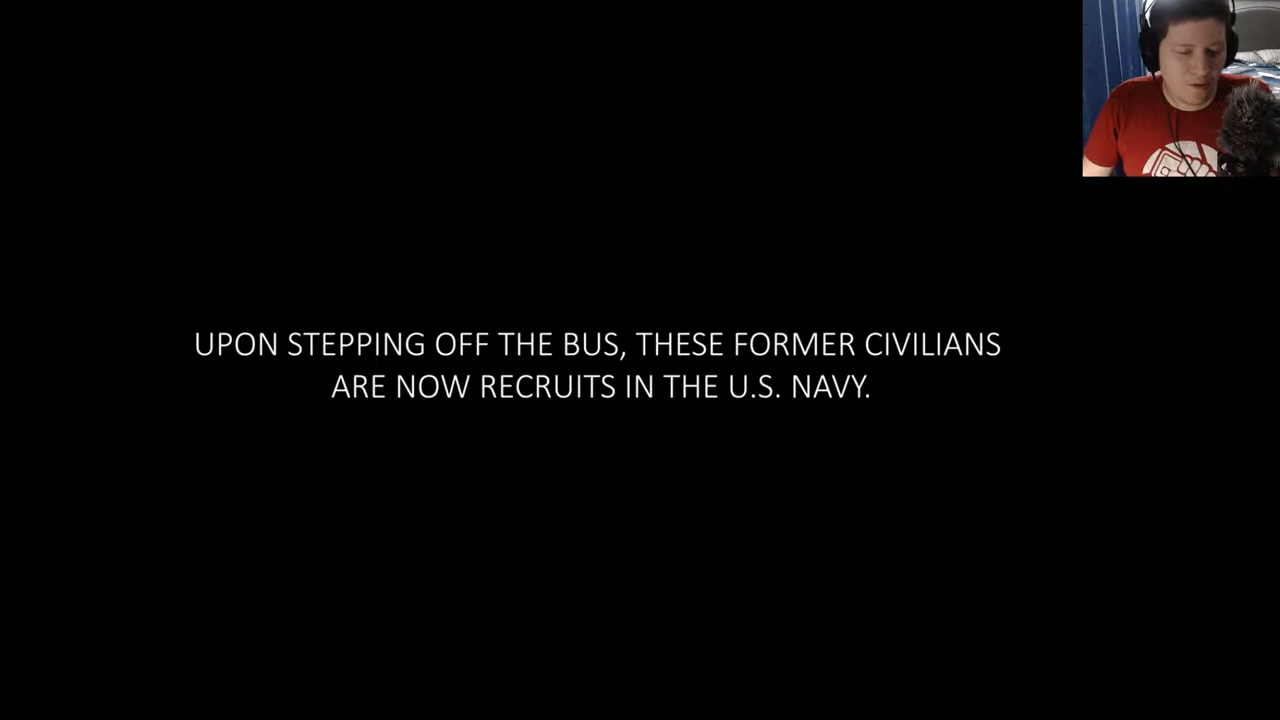 UPON STEPPING OFF THE BUS, THESE FORMER CIVILIANS
ARE NOW RECRUITS IN THE U.S. NAVY.